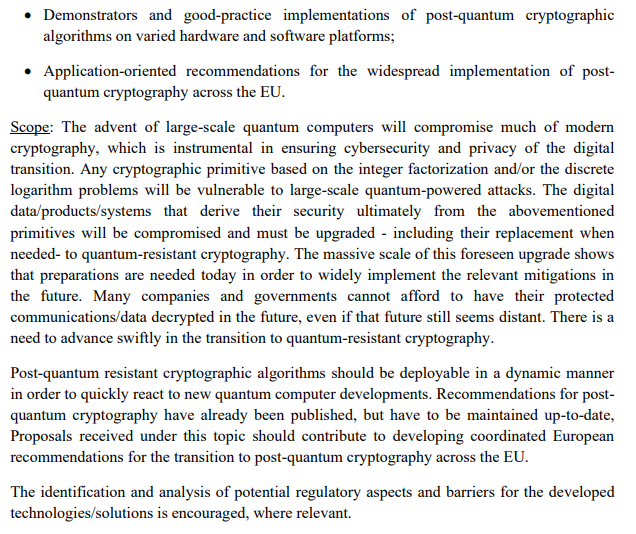 • Demonstrators and good-practice implementations of post-quantum cryptographic
algorithms on varied hardware and software platforms;
• Application-oriented recommendations for the widespread implementation of post-
quantum cryptography across the EU.
Scope: The advent of large-scale quantum computers will compromise much of modern
cryptography, which is instrumental in ensuring cybersecurity and privacy of the digital
transition. Any cryptographic primitive based on the integer factorization and/or the discrete
logarithm problems will be vulnerable to large-scale quantum-powered attacks. The digital
data/products/systems that derive their security ultimately from the abovementioned
primitives will be compromised and must be upgraded - including their replacement when
needed- to quantum-resistant cryptography. The massive scale of this foreseen upgrade shows
that preparations are needed today in order to widely implement the relevant mitigations in
the future. Many companies and governments cannot afford to have their protected
communications/data decrypted in the future, even if that future still seems distant. There is a
need to advance swiftly in the transition to quantum-resistant cryptography.
Post-quantum resistant cryptographic algorithms should be deployable in a dynamic manner
in order to quickly react to new quantum computer developments. Recommendations for post-
quantum cryptography have already been published, but have to be maintained up-to-date,
Proposals received under this topic should contribute to developing coordinated European
recommendations for the transition to post-quantum cryptography across the EU.
The identification and analysis of potential regulatory aspects and barriers for the developed
technologies/solutions is encouraged, where relevant.